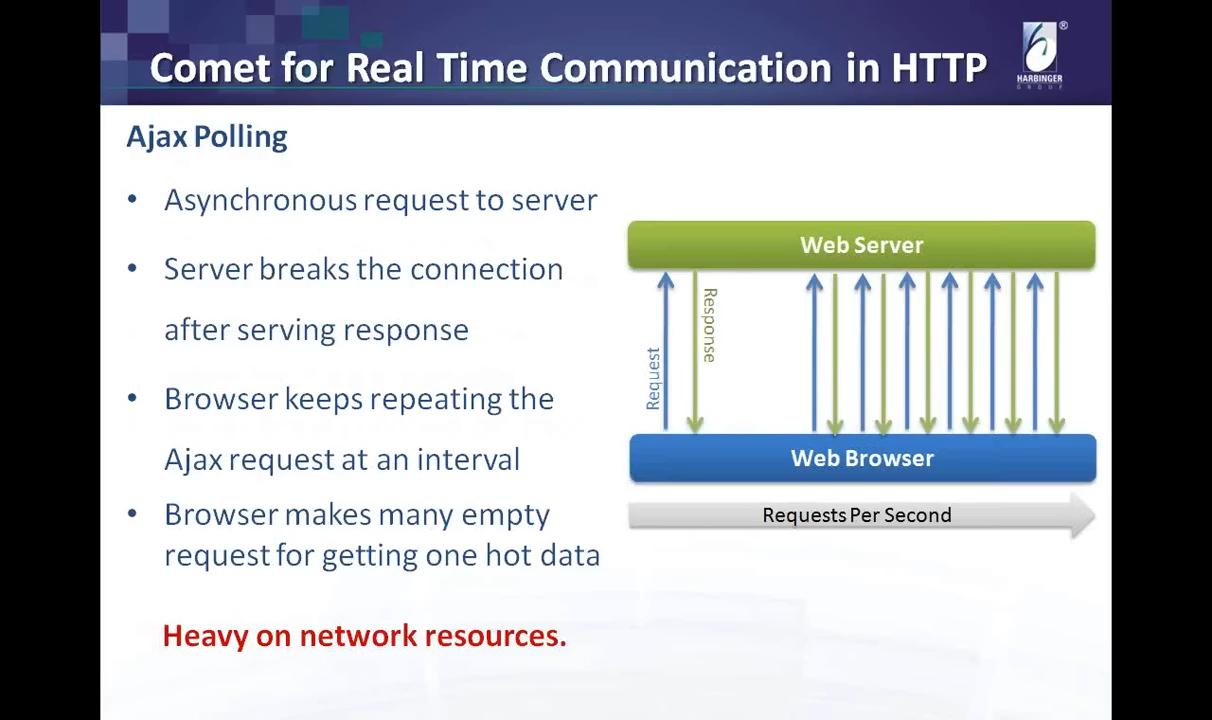 Comet for Real Time Communication in HTTP
®
HARBINGER
GROUP
Ajax Polling
• Asynchronous request to server
• Server breaks the connection
after serving response
• Browser keeps repeating the
Ajax request at an interval
• Browser makes many empty
request for getting one hot data
Heavy on network resources.
Web Server
Request
Response
Web Browser
Requests Per Second